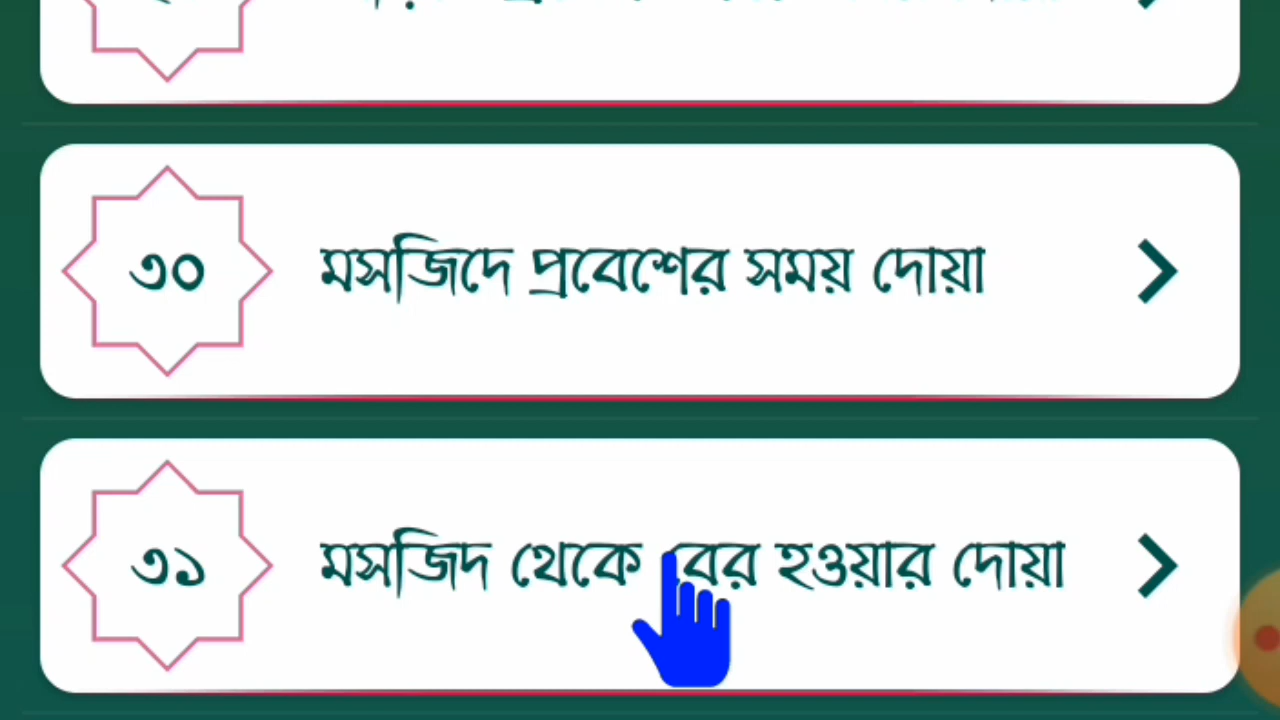 ৩০ মসজিদে প্রবেশের সময় দোয়া
৩১ মসজিদ থেকে বের হওয়ার দোয়া